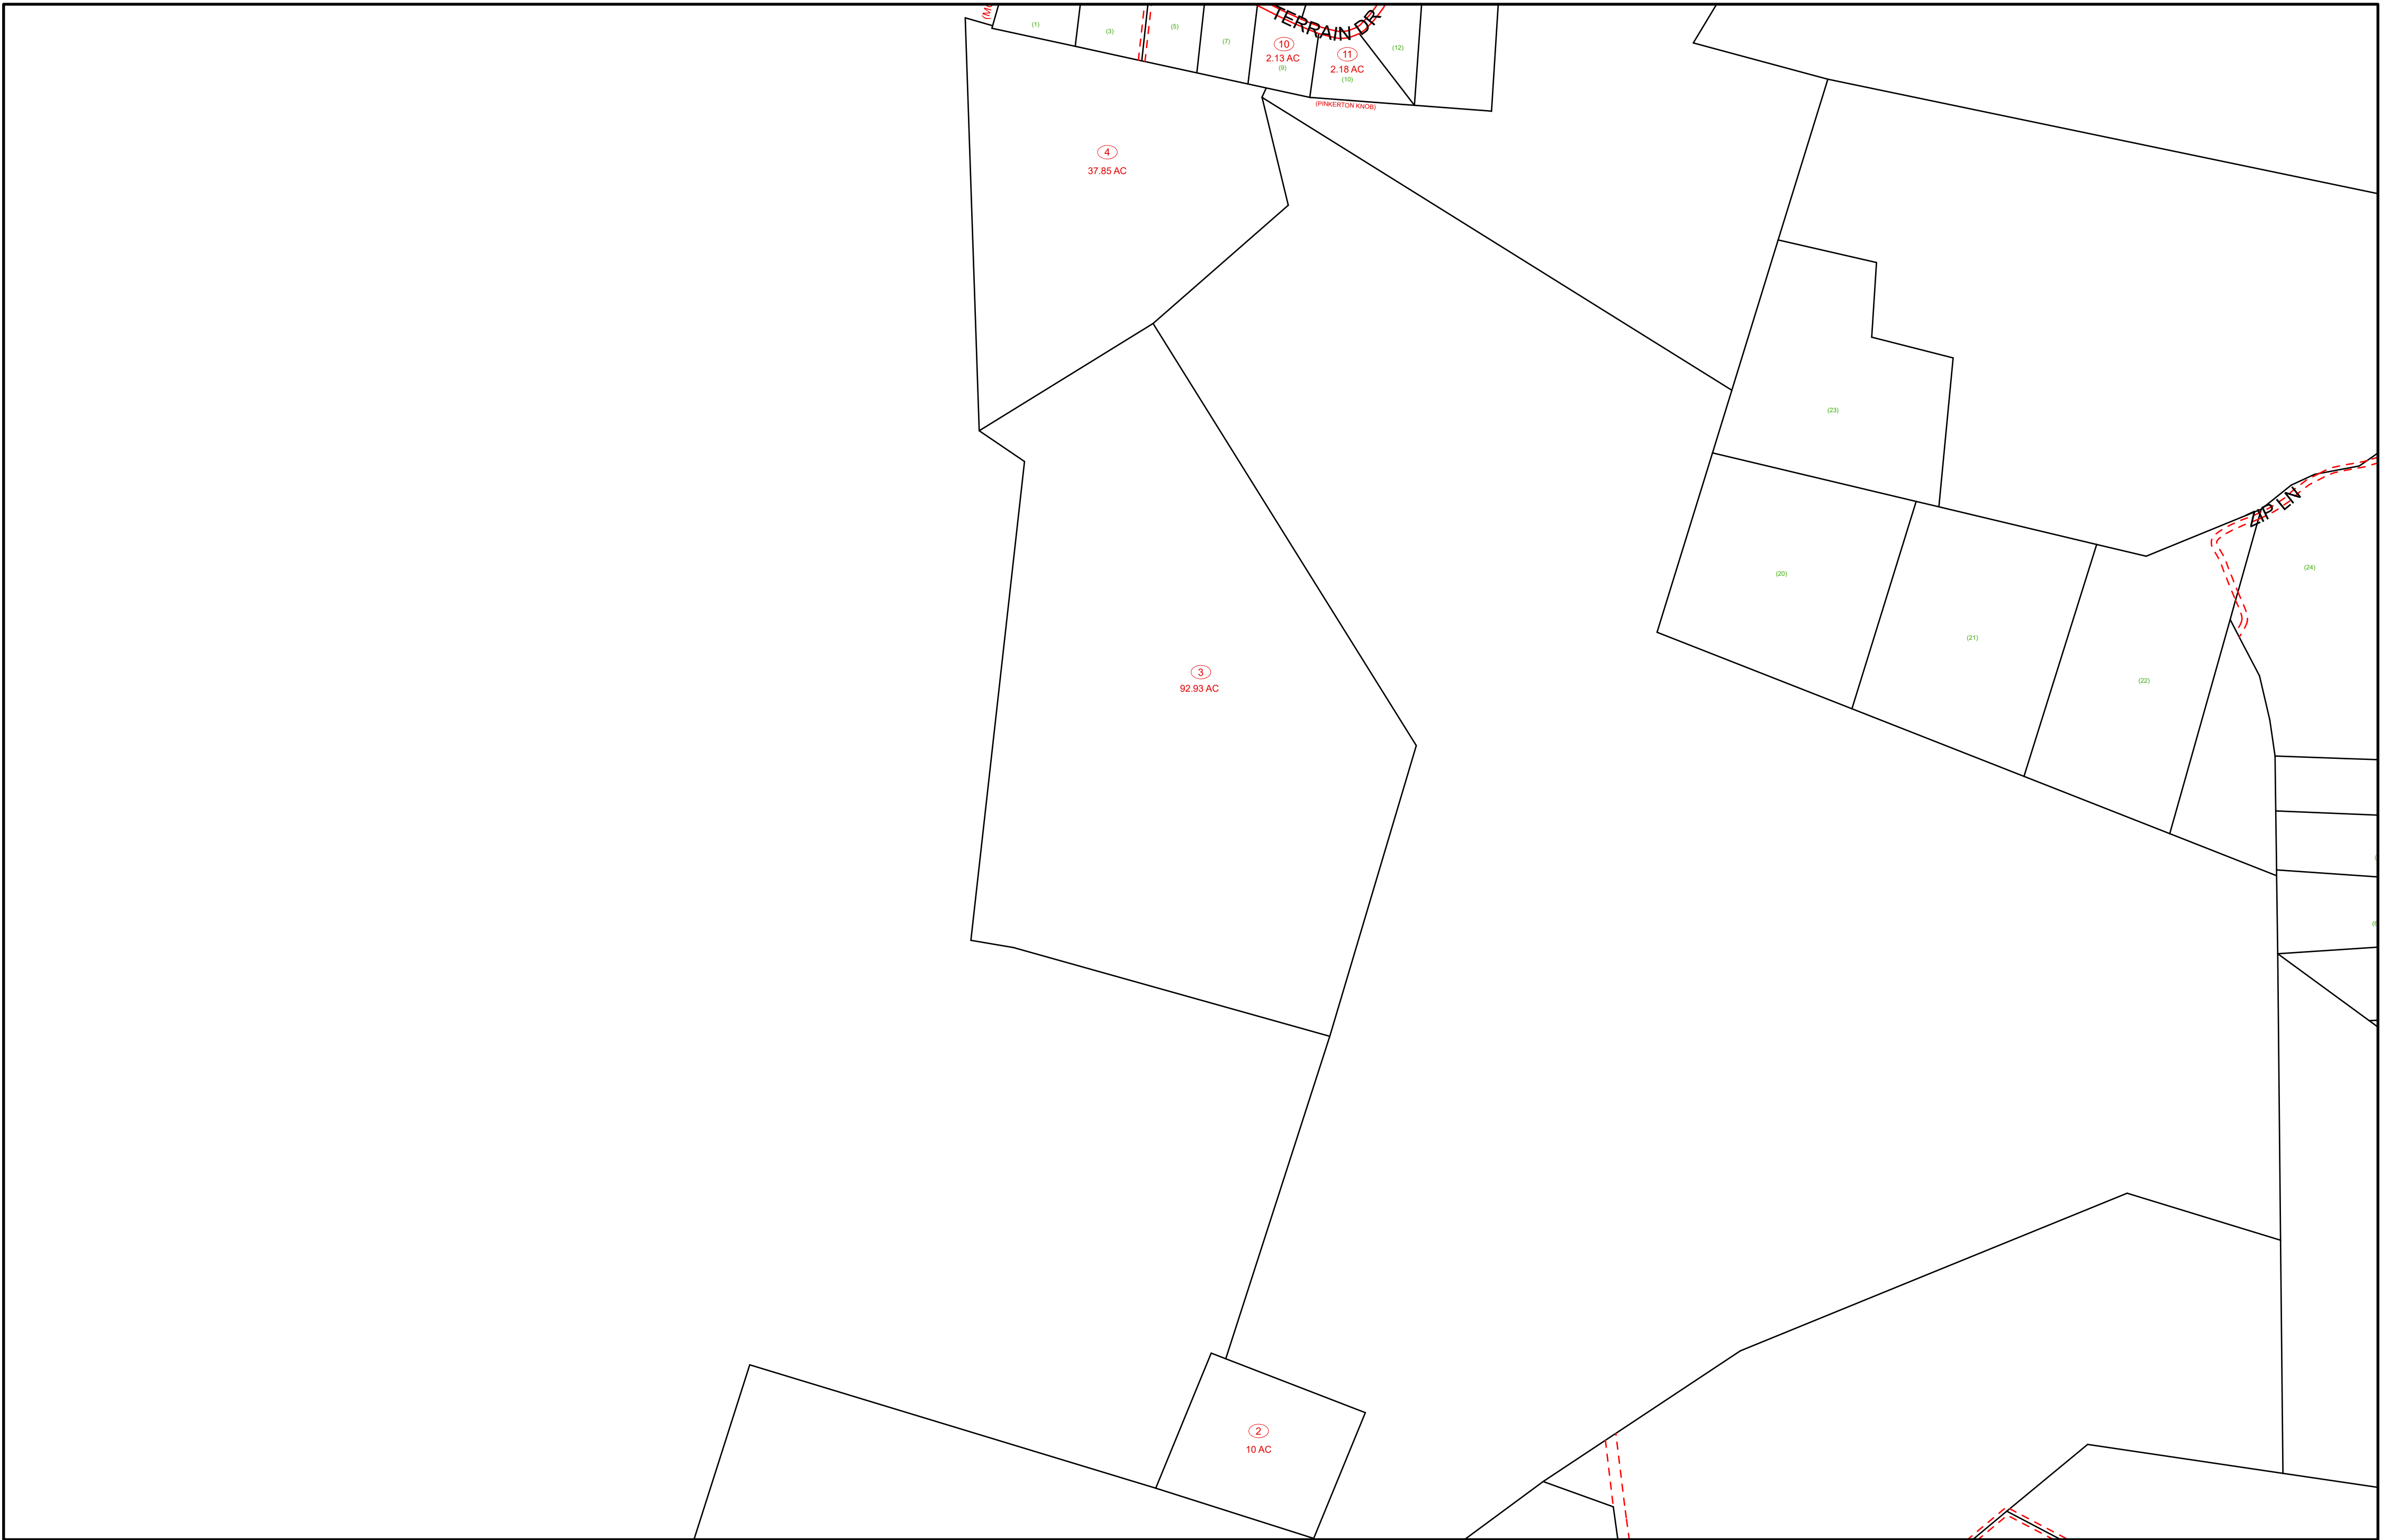 (1)
(3)
(5)
(7)
TERRAIN DR
10
2.13 AC
(9)
11
2.18 AC
(10)
(12)
(PINKERTON KNOB)
4
37.85 AC
(23)
ZIP LN
(20)
(24)
(21)
3
92.93 AC
(22)
2
10 AC